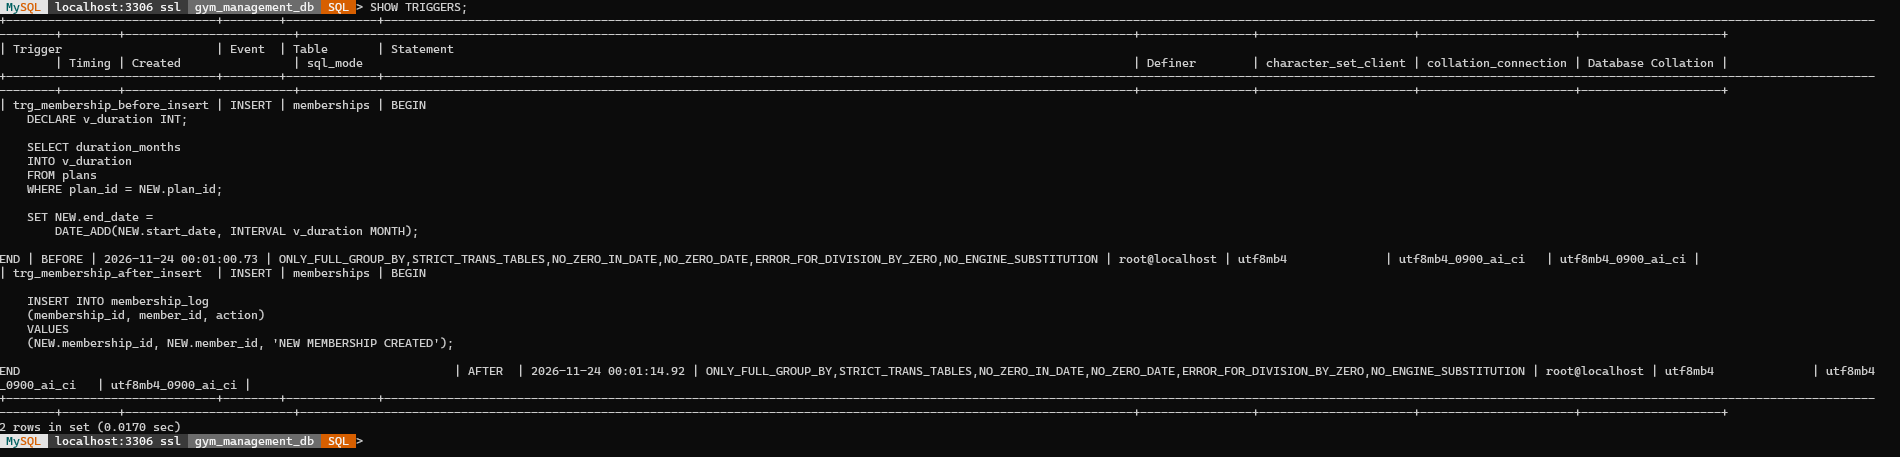 MySQL localhost:3306 ssl gym_management_db SQL > SHOW TRIGGERS;
+--------------------------------+---------+-------------+---------------------------------------------------------------
--------+--------+-------------------------+---------------------------------------------------------------+----------------+-----------------------+----------------------+--------------------+
| Trigger                      | Event  | Table       | Statement
        | Timing | Created                | sql_mode                                                              | Definer        | character_set_client | collation_connection | Database Collation |
+--------------------------------+---------+-------------+---------------------------------------------------------------
--------+--------+-------------------------+---------------------------------------------------------------+----------------+-----------------------+----------------------+--------------------+
| trg_membership_before_insert | INSERT | memberships | BEGIN
    DECLARE v_duration INT;

    SELECT duration_months
    INTO v_duration
    FROM plans
    WHERE plan_id = NEW.plan_id;

    SET NEW.end_date =
        DATE_ADD(NEW.start_date, INTERVAL v_duration MONTH);

END | BEFORE | 2026-11-24 00:01:00.73 | ONLY_FULL_GROUP_BY,STRICT_TRANS_TABLES,NO_ZERO_IN_DATE,NO_ZERO_DATE,ERROR_FOR_DIVISION_BY_ZERO,NO_ENGINE_SUBSTITUTION | root@localhost | utf8mb4              | utf8mb4_0900_ai_ci   | utf8mb4_0900_ai_ci |
| trg_membership_after_insert  | INSERT | memberships | BEGIN

    INSERT INTO membership_log
    (membership_id, member_id, action)
    VALUES
    (NEW.membership_id, NEW.member_id, 'NEW MEMBERSHIP CREATED');

END                                                              | AFTER  | 2026-11-24 00:01:14.92 | ONLY_FULL_GROUP_BY,STRICT_TRANS_TABLES,NO_ZERO_IN_DATE,NO_ZERO_DATE,ERROR_FOR_DIVISION_BY_ZERO,NO_ENGINE_SUBSTITUTION | root@localhost | utf8mb4              | utf8mb4
_0900_ai_ci   | utf8mb4_0900_ai_ci |
+--------------------------------+---------+-------------+---------------------------------------------------------------
--------+--------+-------------------------+---------------------------------------------------------------+----------------+-----------------------+----------------------+--------------------+
2 rows in set (0.0170 sec)
MySQL localhost:3306 ssl gym_management_db SQL >